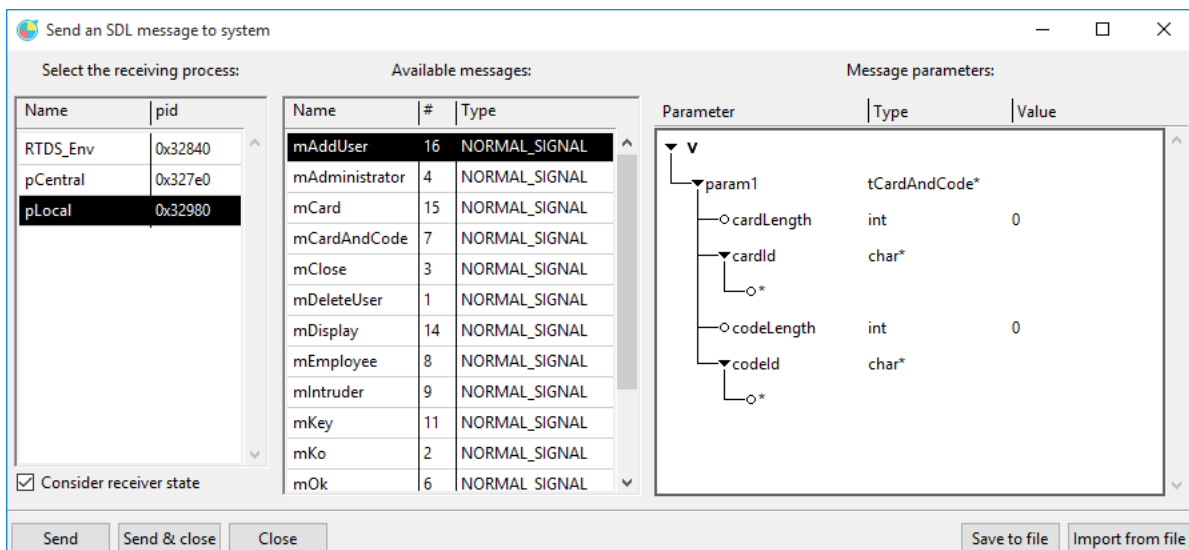 Send an SDL message to system
Select the receiving process: Available messages: Message parameters:
Name pid Name # Type Parameter Type Value
RTDS_Env 0x32840 mAddUser 16 NORMAL_SIGNAL v
pCentral 0x327e0 mAdministrator 4 NORMAL_SIGNAL param1 tCardAndCode*
pLocal 0x32980 mCard 15 NORMAL_SIGNAL cardLength int 0
mCardAndCode 7 NORMAL_SIGNAL cardId char*
mClose 3 NORMAL_SIGNAL *
mDeleteUser 1 NORMAL_SIGNAL
mDisplay 14 NORMAL_SIGNAL codeLength int 0
mEmployee 8 NORMAL_SIGNAL codeId char*
mIntruder 9 NORMAL_SIGNAL *
mKey 11 NORMAL_SIGNAL
mKo 2 NORMAL_SIGNAL
Consider receiver state mOk 6 NORMAL_SIGNAL
Send Send & close Close Save to file Import from file